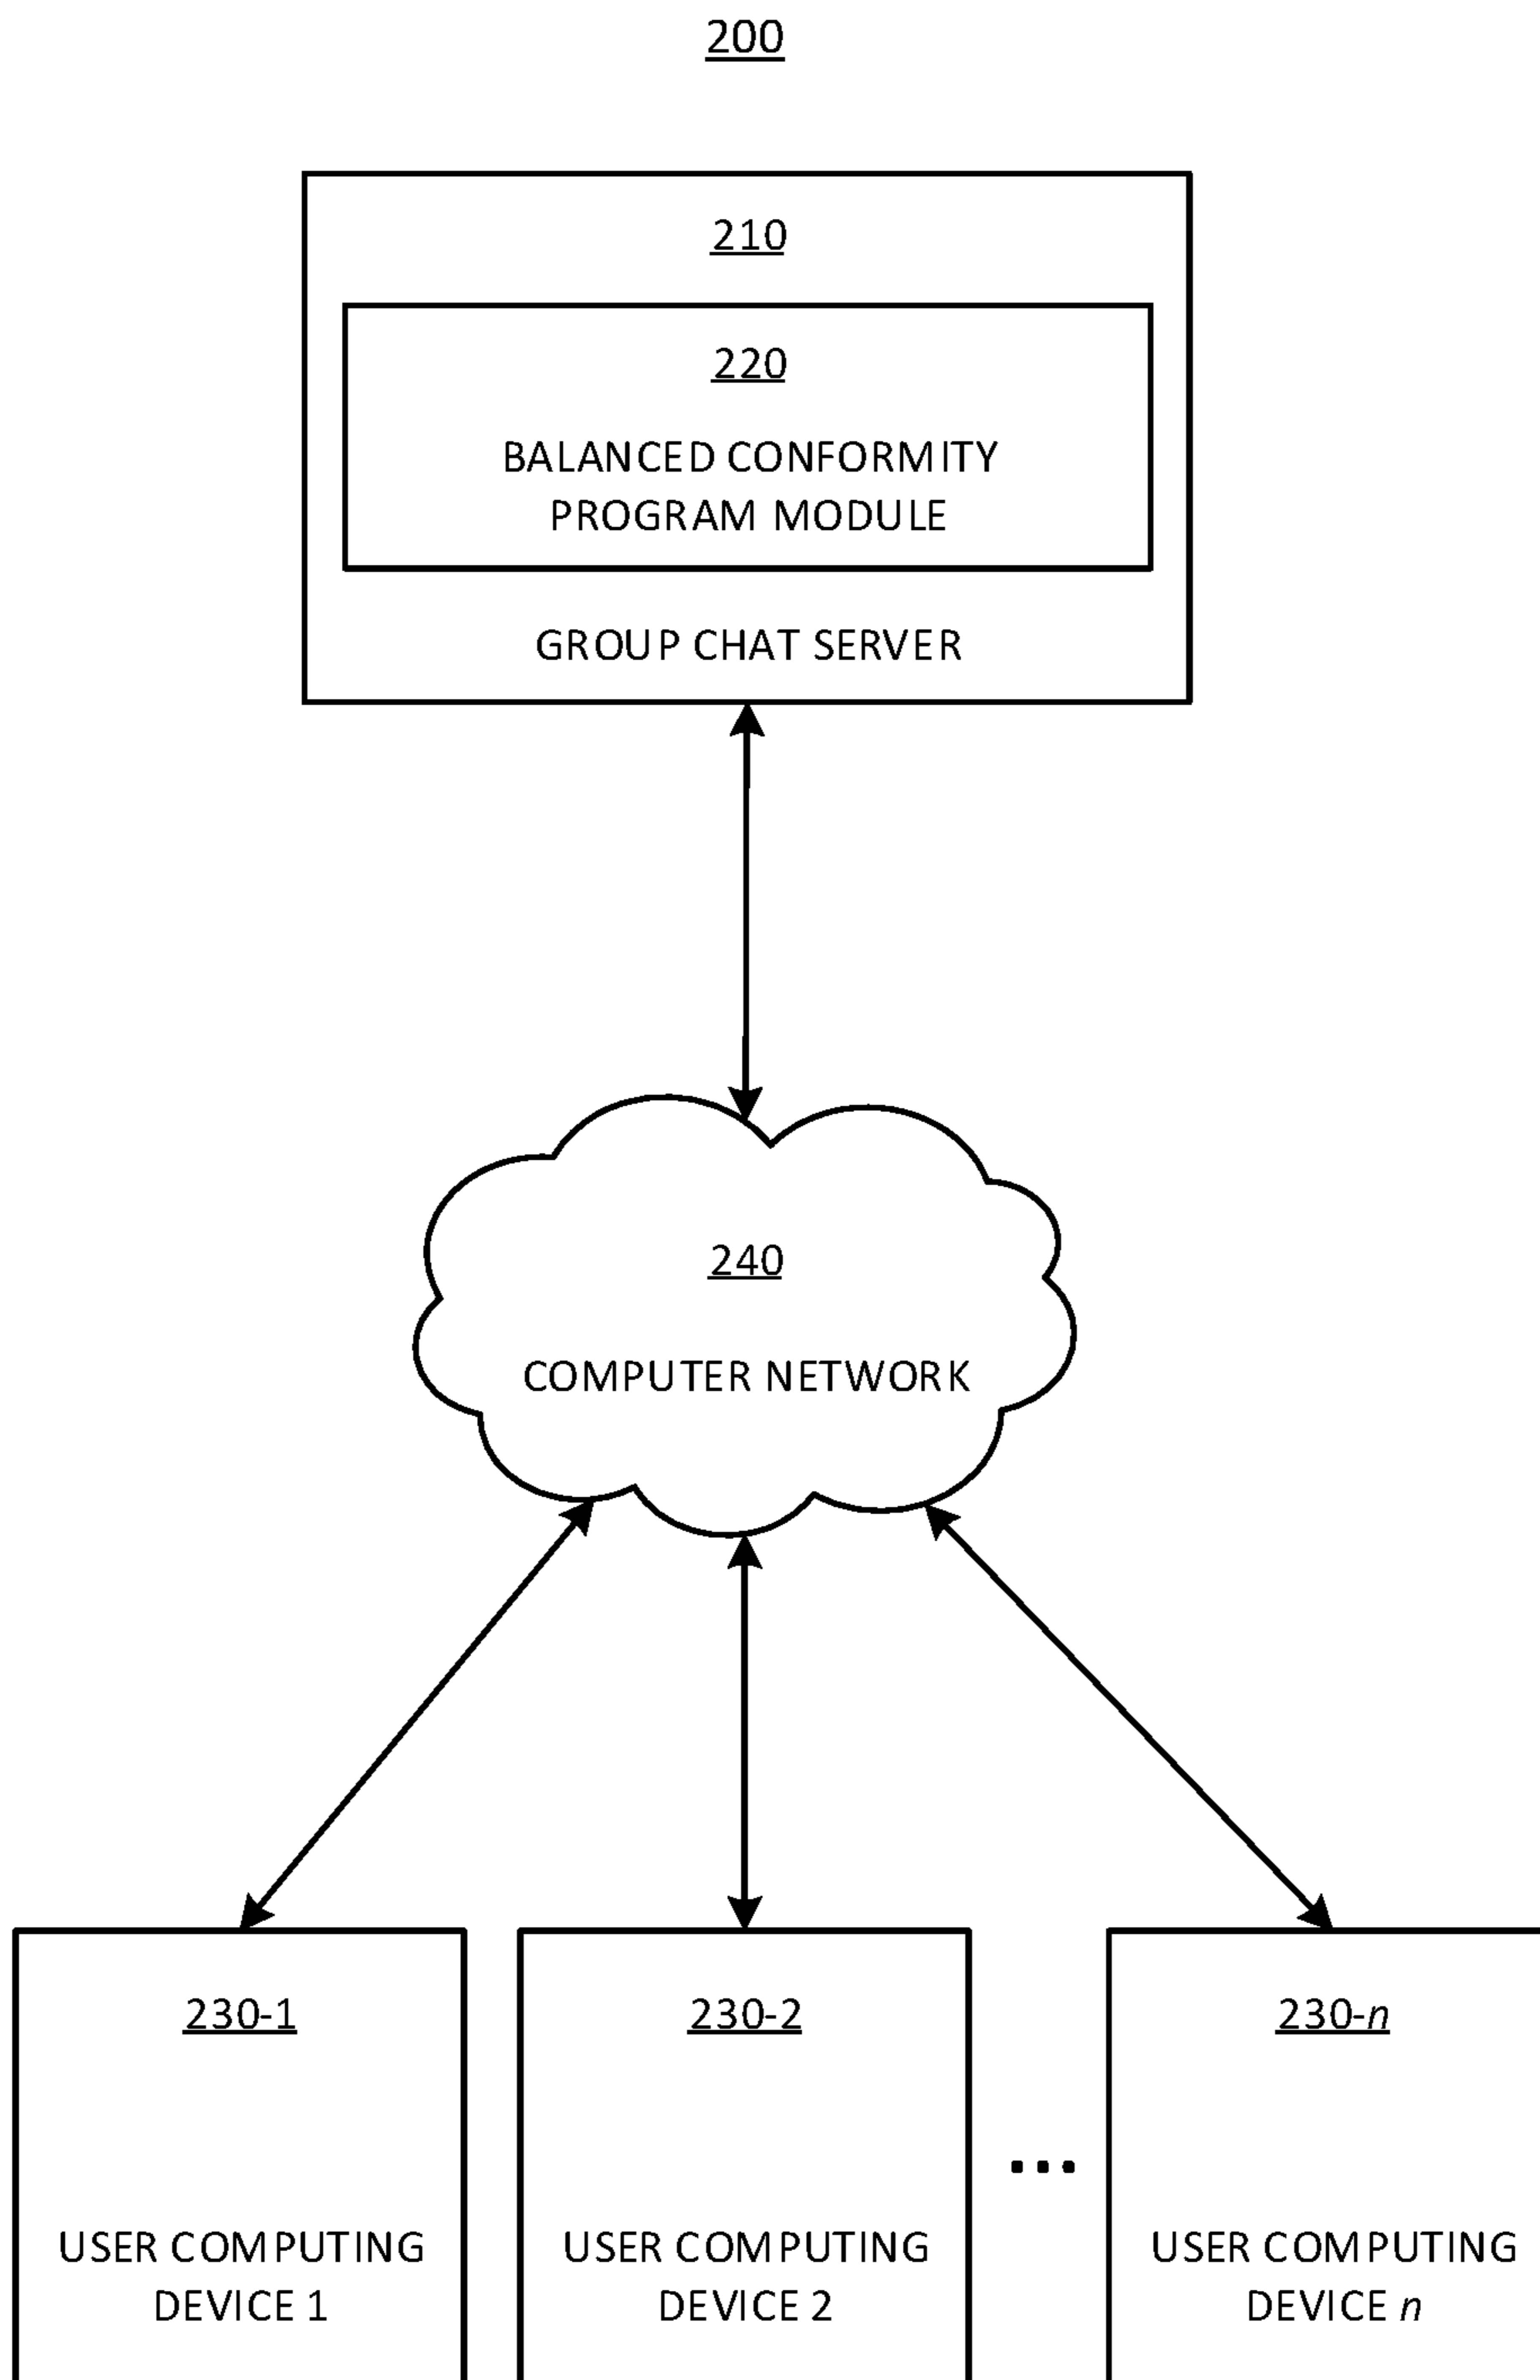 200
210
220
BALANCED CONFORMITY
PROGRAM MODULE
GROUP CHAT SERVER
240
COMPUTER NETWORK
230-1
USER COMPUTING
DEVICE 1
230-2
USER COMPUTING
DEVICE 2
...
230-n
USER COMPUTING
DEVICE n